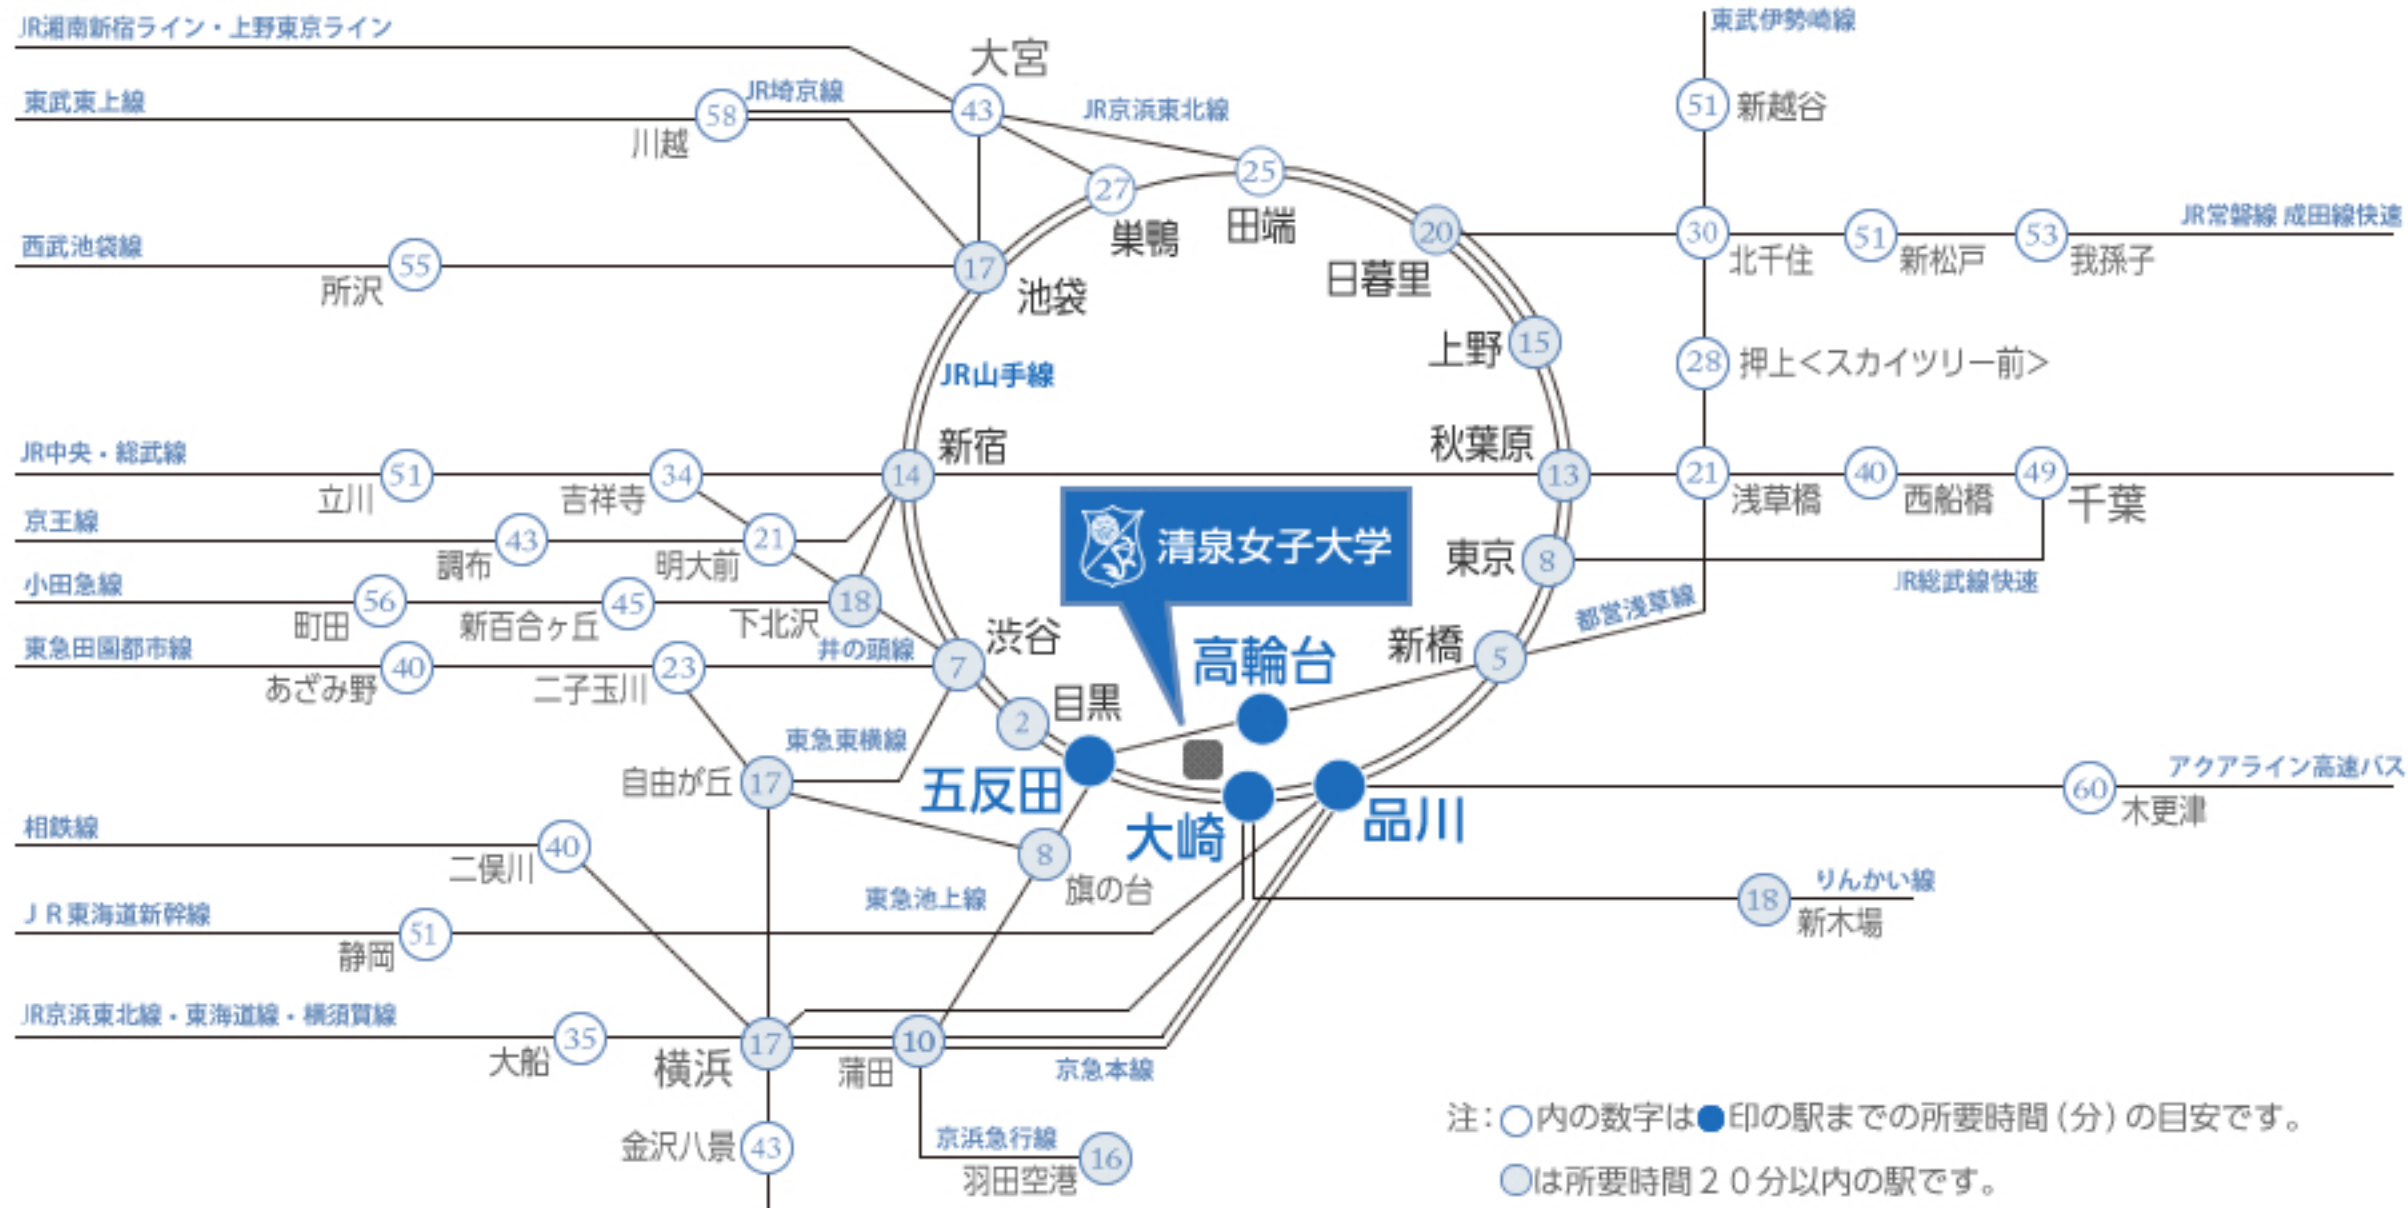 JR湘南新宿ライン・上野東京ライン
大宮
43
東武伊勢崎線
東武東上線
58
川越
JR埼京線
JR京浜東北線
51
新越谷
27
巣鴨
25
田端
20
日暮里
30
北千住
51
新松戸
53
我孫子
JR常磐線 成田線快速
西武池袋線
55
所沢
17
池袋
15
上野
28
押上<スカイツリー前>
JR山手線
JR中央・総武線
51
立川
34
吉祥寺
14
新宿
13
秋葉原
21
浅草橋
40
西船橋
49
千葉
京王線
43
調布
21
明大前
清泉女子大学
8
東京
JR総武線快速
小田急線
56
町田
45
新百合ヶ丘
18
下北沢
都営浅草線
東急田園都市線
40
あざみ野
23
二子玉川
井の頭線
7
渋谷
高輪台
5
新橋
2
目黒
東急東横線
17
自由が丘
五反田
大崎
品川
アクアライン高速バス
60
木更津
相鉄線
40
二俣川
8
旗の台
東急池上線
りんかい線
18
新木場
JR東海道新幹線
51
静岡
JR京浜東北線・東海道線・横須賀線
35
大船
17
横浜
10
蒲田
京急本線
43
金沢八景
京浜急行線
16
羽田空港
注:○内の数字は●印の駅までの所要時間(分)の目安です。
○は所要時間20分以内の駅です。